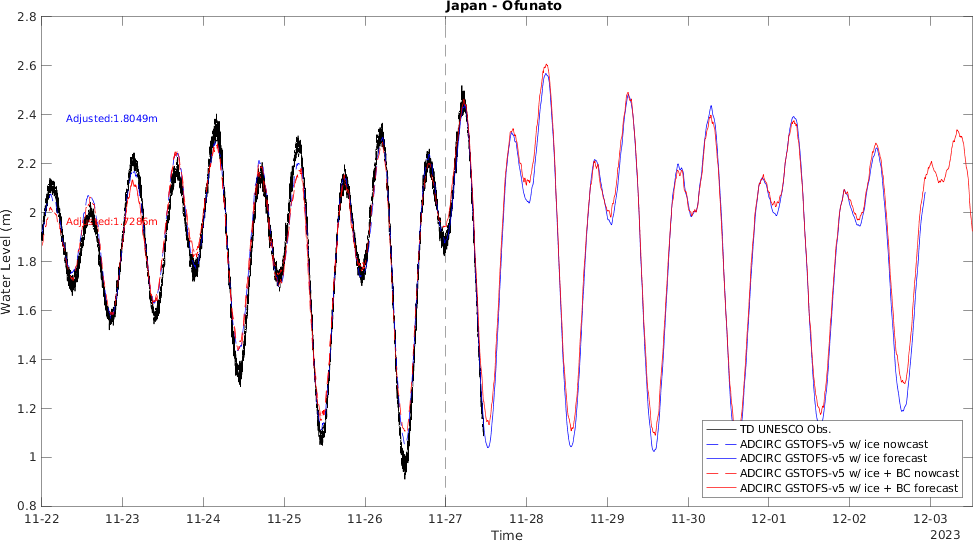 Japan - Ofunato
2.8
2.6
2.4
2.2
2
1.8
1.6
1.4
1.2
1
0.8
Water Level (m)
Adjusted:1.8049m
Adjusted:1.7286m
TD UNESCO Obs.
ADCIRC GSTOFS-v5 w/ ice nowcast
ADCIRC GSTOFS-v5 w/ ice forecast
ADCIRC GSTOFS-v5 w/ ice + BC nowcast
ADCIRC GSTOFS-v5 w/ ice + BC forecast
11-22 11-23 11-24 11-25 11-26 11-27 11-28 11-29 11-30 12-01 12-02 12-03
Time
2023